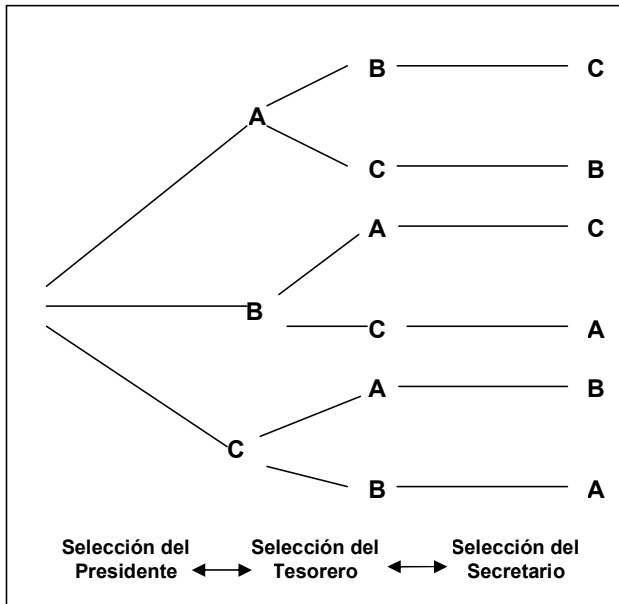 B C
A
C B
A C
B
C A
A B
C
B A
Selección del Selección del Selección del
Presidente Tesorero Secretario